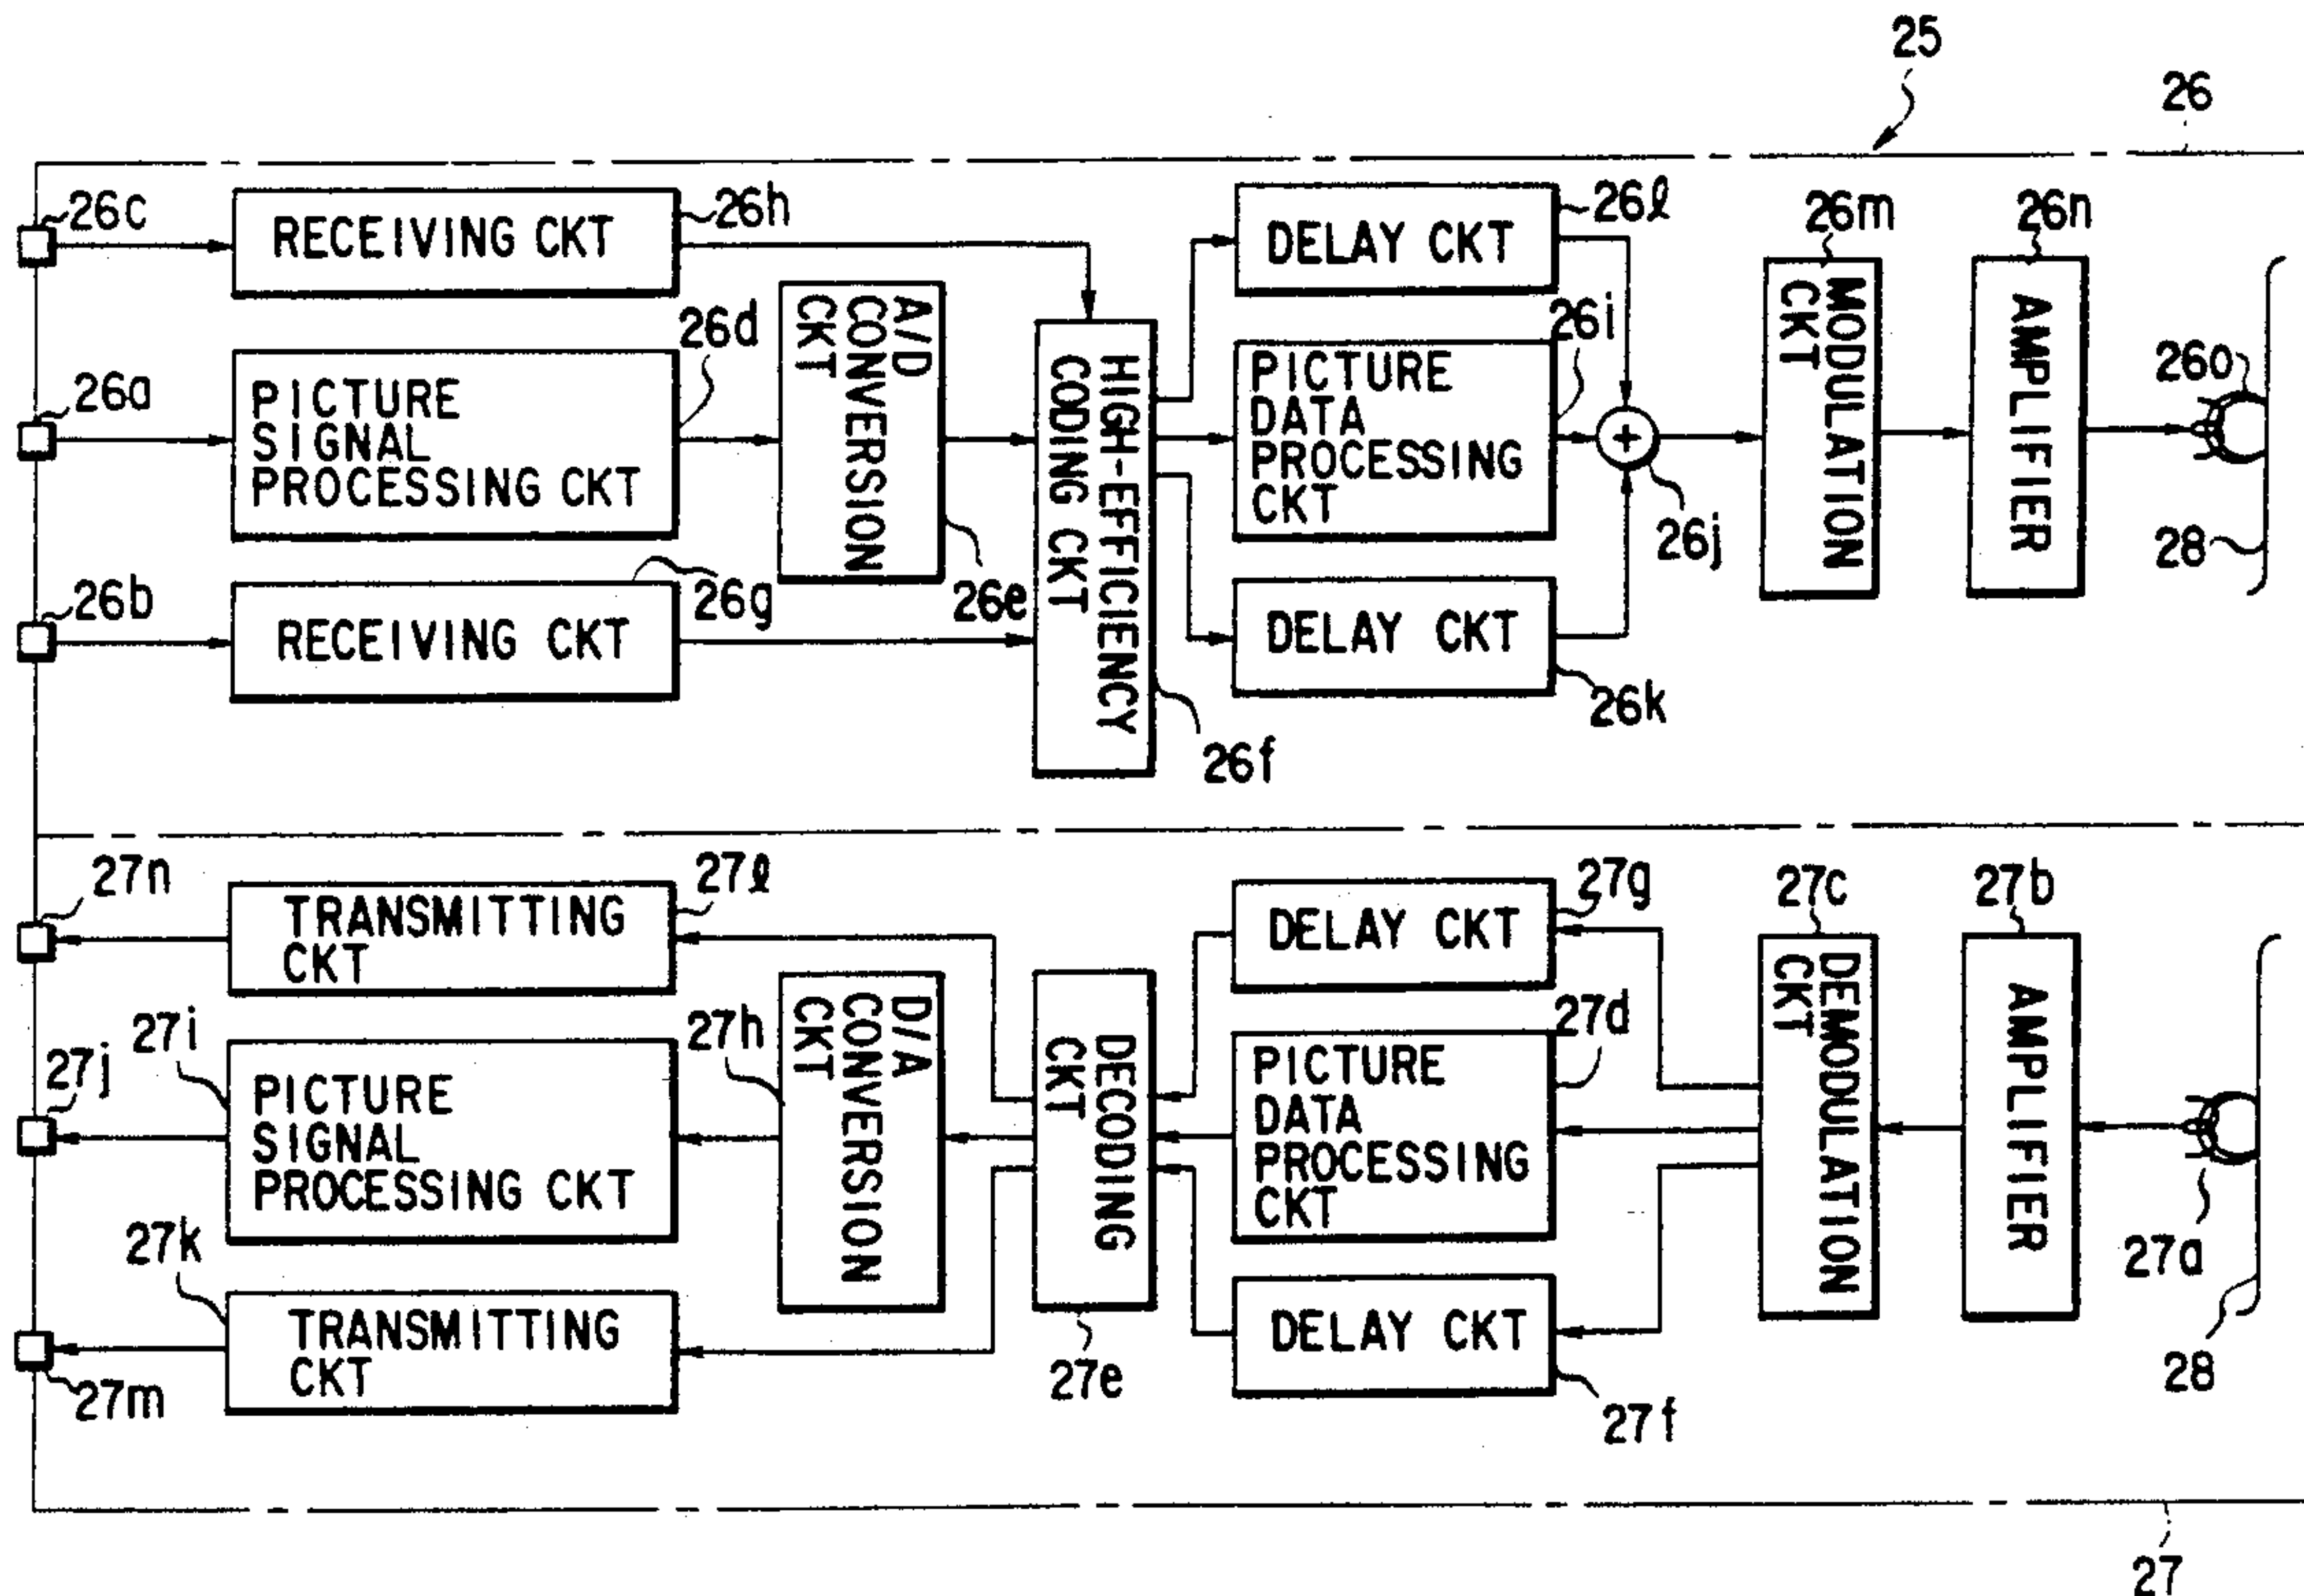 25
26
26c
RECEIVING CKT
26h
26a
PICTURE
SIGNAL
PROCESSING CKT
26d
26b
RECEIVING CKT
26g
A/D
CONVERSION
CKT
26e
HIGH-EFFICIENCY
CODING CKT
26f
DELAY CKT
26ℓ
PICTURE
DATA
PROCESSING
CKT
26i
DELAY CKT
26k
+
26j
26m
MODULATION
CKT
26n
AMPLIFIER
26o
28
27n
TRANSMITTING
CKT
27ℓ
27i
27j
PICTURE
SIGNAL
PROCESSING CKT
27k
TRANSMITTING
CKT
27m
27h
D/A
CONVERSION
CKT
DECODING
CKT
27e
DELAY CKT
27g
PICTURE
DATA
PROCESSING
CKT
27d
DELAY CKT
27f
27c
DEMODULATION
CKT
27b
AMPLIFIER
27a
28
27